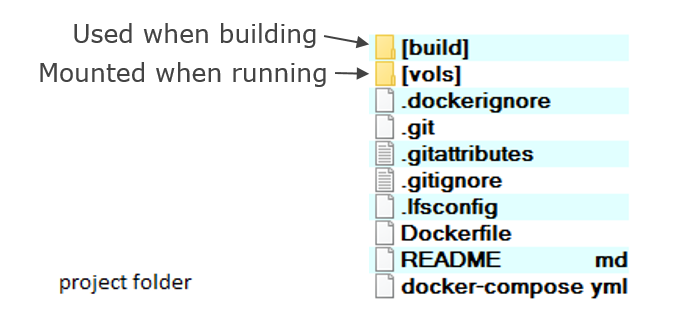 Used when building
Mounted when running
[build]
[vols]
.dockerignore
.git
.gitattributes
.gitignore
.lfsconfig
Dockerfile
README md
docker-compose yml
project folder